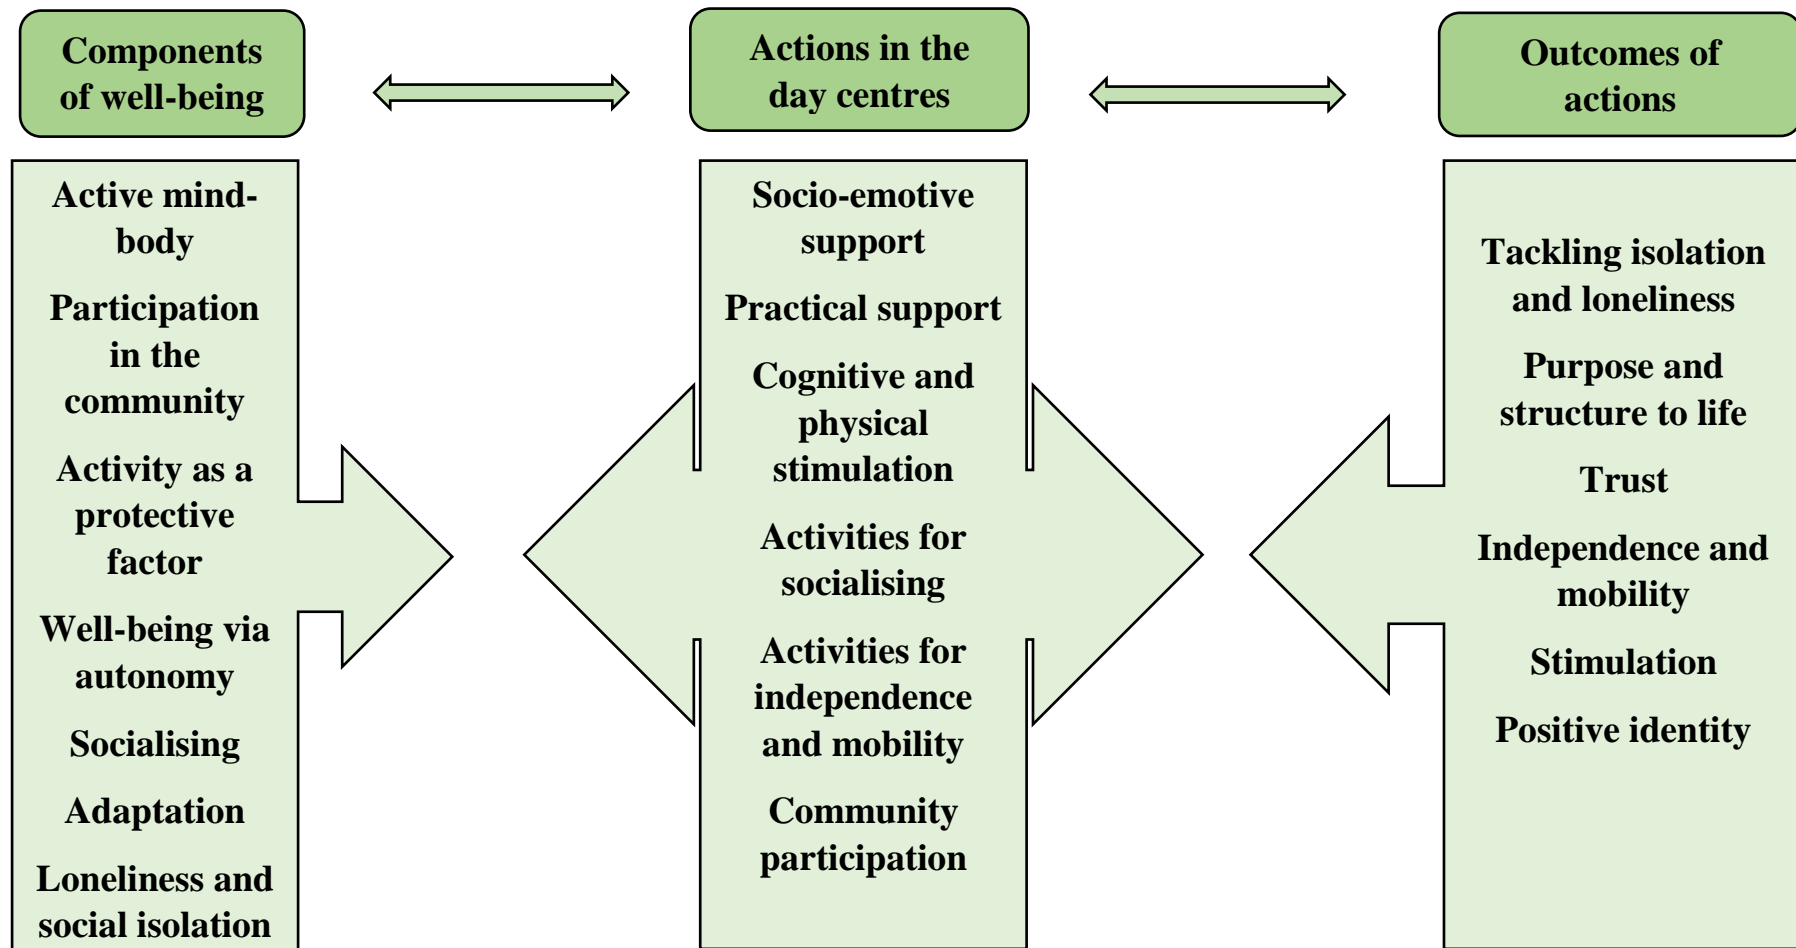 Components
of well-being
Actions in the
day centres
Outcomes of
actions
Active mind-
body
Participation
in the
community
Activity as a
protective
factor
Well-being via
autonomy
Socialising
Adaptation
Loneliness and
social isolation
Socio-emotive
support
Practical support
Cognitive and
physical
stimulation
Activities for
socialising
Activities for
independence
and mobility
Community
participation
Tackling isolation
and loneliness
Purpose and
structure to life
Trust
Independence and
mobility
Stimulation
Positive identity